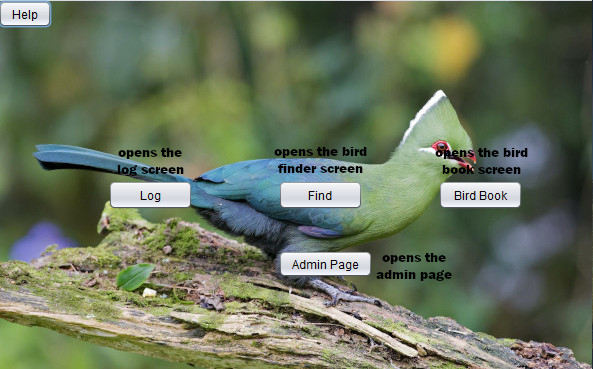 Help
opens the
log screen
opens the bird
finder screen
opens the bird
book screen
Log
Find
Bird Book
Admin Page
opens the
admin page